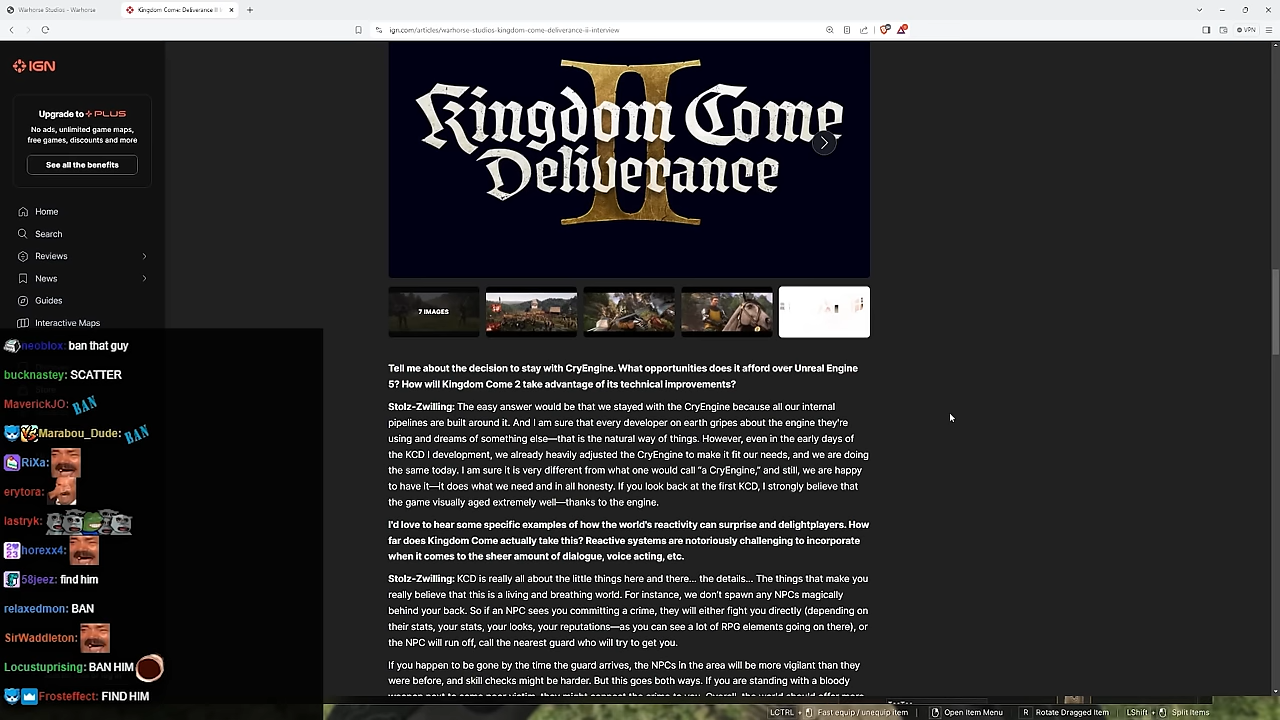 Warhorse Studios - Warhorse
Kingdom Come: Deliverance II I
ign.com/articles/warhorse-studios-kingdom-come-deliverance-ii-interview
VPN
IGN
Upgrade to PLUS
No ads, unlimited game maps,
free games, discounts and more
See all the benefits
Home
Search
Reviews
News
Guides
Interactive Maps
II
Kingdom Come
Deliverance
7 IMAGES
Tell me about the decision to stay with CryEngine. What opportunities does it afford over Unreal Engine
5? How will Kingdom Come 2 take advantage of its technical improvements?
Stolz-Zwilling: The easy answer would be that we stayed with the CryEngine because all our internal
pipelines are built around it. And I am sure that every developer on earth gripes about the engine they're
using and dreams of something else—that is the natural way of things. However, even in the early days of
the KCD I development, we already heavily adjusted the CryEngine to make it fit our needs, and we are doing
the same today. I am sure it is very different from what one would call "a CryEngine," and still, we are happy
to have it—it does what we need and in all honesty. If you look back at the first KCD, I strongly believe that
the game visually aged extremely well—thanks to the engine.
I'd love to hear some specific examples of how the world's reactivity can surprise and delightplayers. How
far does Kingdom Come actually take this? Reactive systems are notoriously challenging to incorporate
when it comes to the sheer amount of dialogue, voice acting, etc.
Stolz-Zwilling: KCD is really all about the little things here and there... the details... The things that make you
really believe that this is a living and breathing world. For instance, we don't spawn any NPCs magically
behind your back. So if an NPC sees you committing a crime, they will either fight you directly (depending on
their stats, your stats, your looks, your reputations—as you can see a lot of RPG elements going on there), or
the NPC will run off, call the nearest guard who will try to get you.
If you happen to be gone by the time the guard arrives, the NPCs in the area will be more vigilant than they
were before, and skill checks might be harder. But this goes both ways. If you are standing with a bloody
neoblox: ban that guy
bucknastey: SCATTER
MaverickJO: BAN
Marabou_Dude: BAN
RiXa:
erytora:
lastryk:
horexx4:
58jeez: find him
relaxedmon: BAN
SirWaddleton:
Locustuprising: BAN HIM
Frosteffect: FIND HIM
LCTRL + Fast equip / unequip item
Open Item Menu
R Rotate Dragged Item
LShift + Split Items